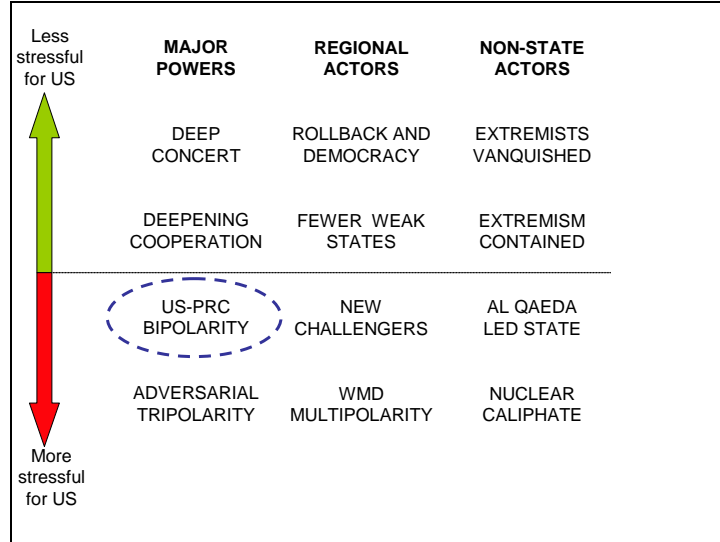 Less
stressful
for US
MAJOR
POWERS
REGIONAL
ACTORS
NON-STATE
ACTORS
DEEP
CONCERT
ROLLBACK AND
DEMOCRACY
EXTREMISTS
VANQUISHED
DEEPENING
COOPERATION
FEWER WEAK
STATES
EXTREMISM
CONTAINED
US-PRC
BIPOLARITY
NEW
CHALLENGERS
AL QAEDA
LED STATE
ADVERSARIAL
TRIPOLARITY
WMD
MULTIPOLARITY
NUCLEAR
CALIPHATE
More
stressful
for US